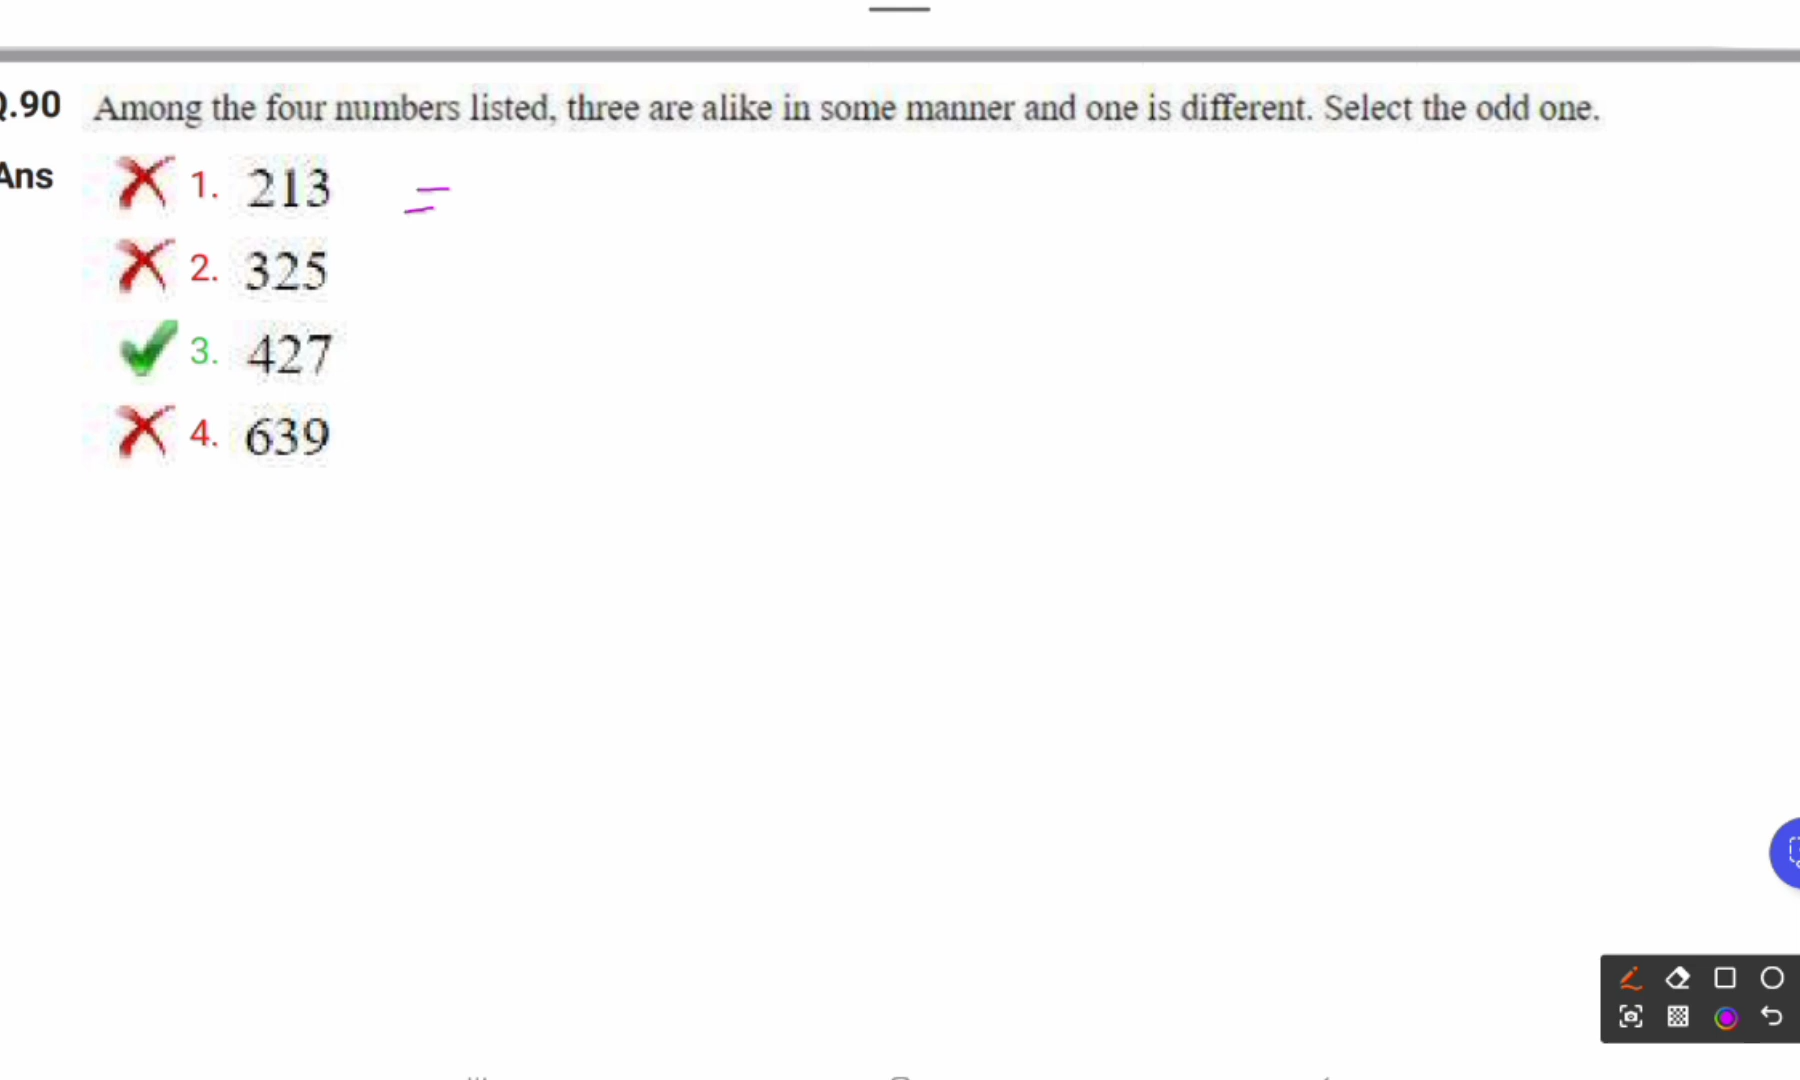 .90 Among the four numbers listed, three are alike in some manner and one is different. Select the odd one.
Ans 1. 213
2. 325
3. 427
4. 639